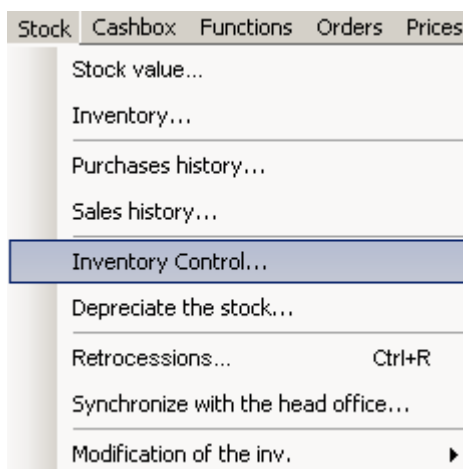 Stock Cashbox Functions Orders Prices
Stock value...
Inventory...
Purchases history...
Sales history...
Inventory Control...
Depreciate the stock...
Retrocessions... Ctrl+R
Synchronize with the head office...
Modification of the inv.